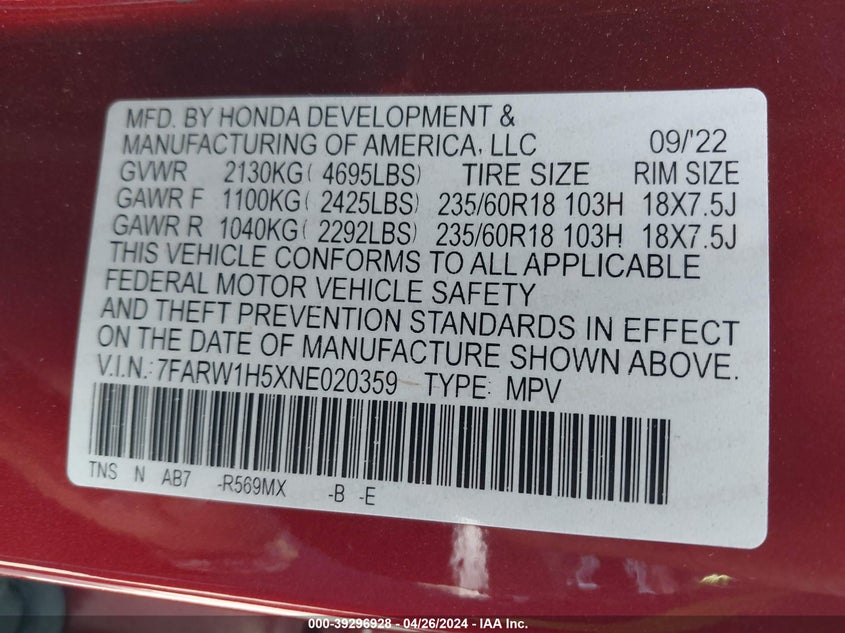 MFD. BY HONDA DEVELOPMENT &
MANUFACTURING OF AMERICA, LLC 09/'22
GVWR 2130KG( 4695LBS) TIRE SIZE RIM SIZE
GAWR F 1100KG( 2425LBS) 235/60R18 103H 18X7.5J
GAWR R 1040KG( 2292LBS) 235/60R18 103H 18X7.5J
THIS VEHICLE CONFORMS TO ALL APPLICABLE
FEDERAL MOTOR VEHICLE SAFETY
AND THEFT PREVENTION STANDARDS IN EFFECT
ON THE DATE OF MANUFACTURE SHOWN ABOVE.
V.I.N.: 7FARW1H5XNE020359 TYPE: MPV
TNS N AB7 -R569MX -B -E
000-39296928 - 04/26/2024 - IAA Inc.